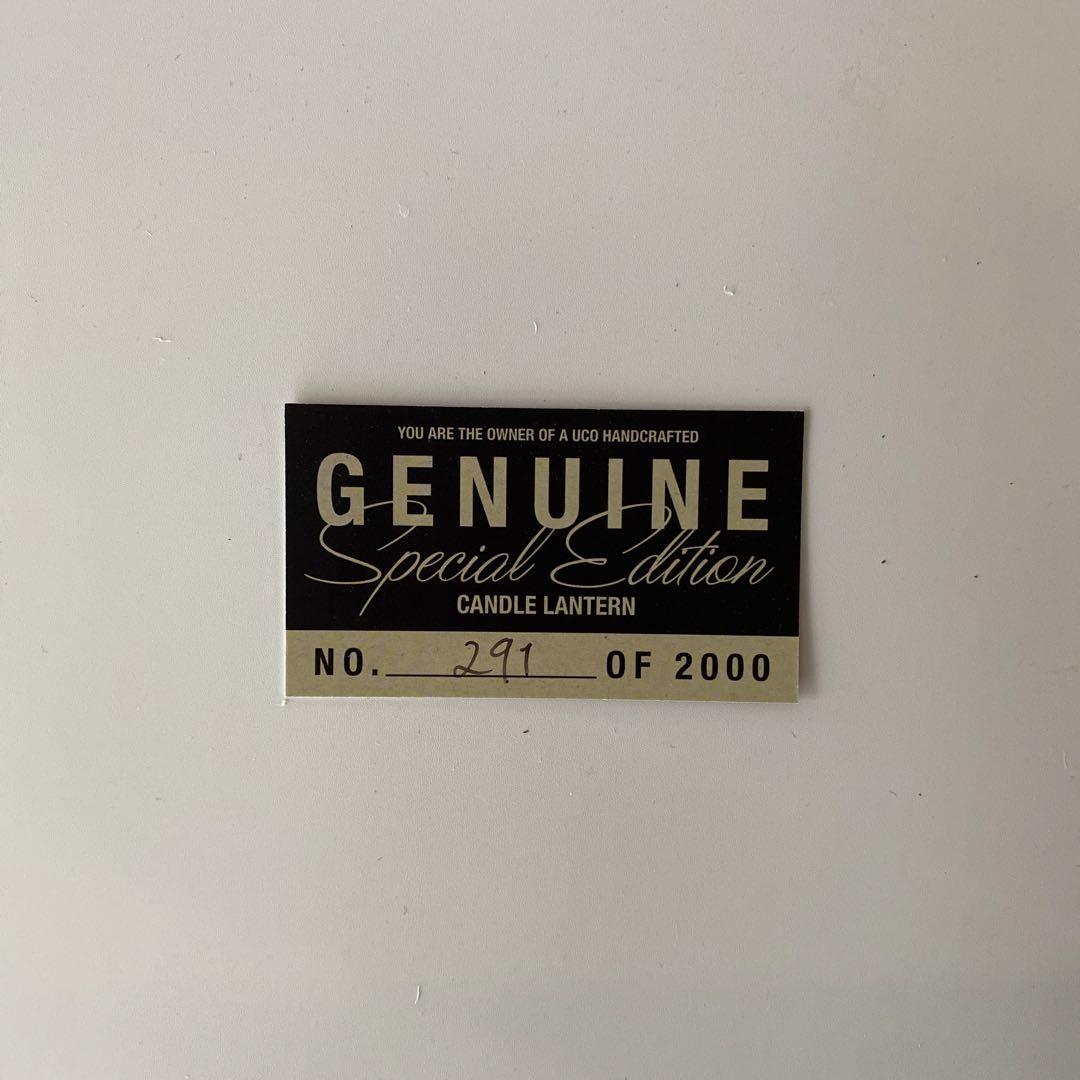 YOU ARE THE OWNER OF A UCO HANDCRAFTED
GENUINE
Special Edition
CANDLE LANTERN
NO. 291 OF 2000